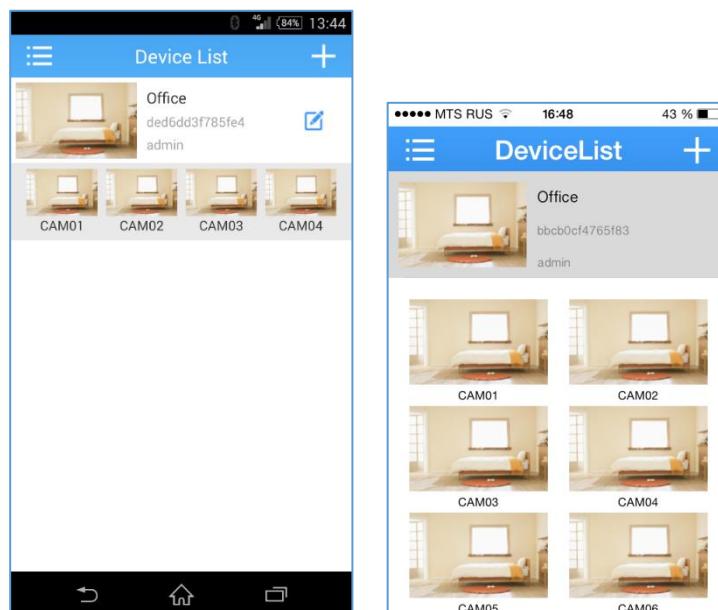 4G 84% 13:44
Device List
Office
ded6dd3f785fe4
admin
CAM01 CAM02 CAM03 CAM04
MTS RUS 16:48 43 %
DeviceList
Office
bbcb0cf4765f83
admin
CAM01 CAM02
CAM03 CAM04
CAM05 CAM06